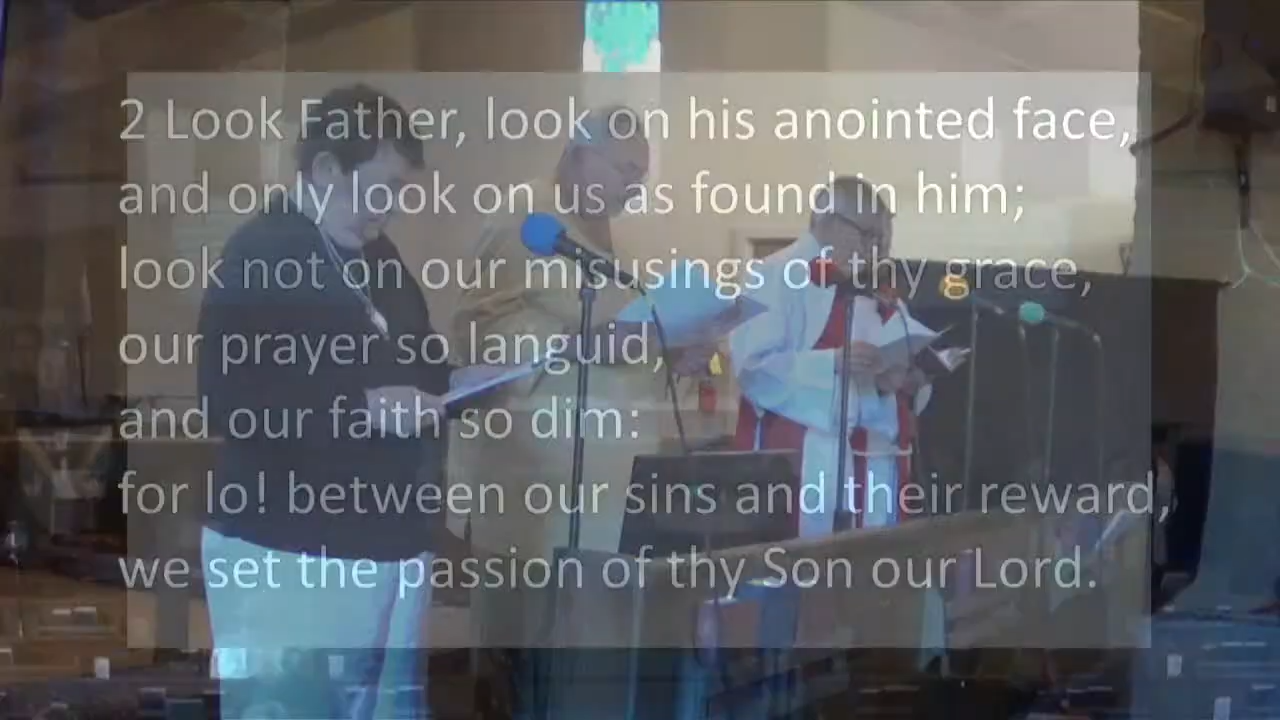 2 Look Father, look on his anointed face,
and only look on us as found in him;
look not on our misusings of thy grace,
our prayer so languid,
and our faith so dim:
for lo! between our sins and their reward,
we set the passion of thy Son our Lord.